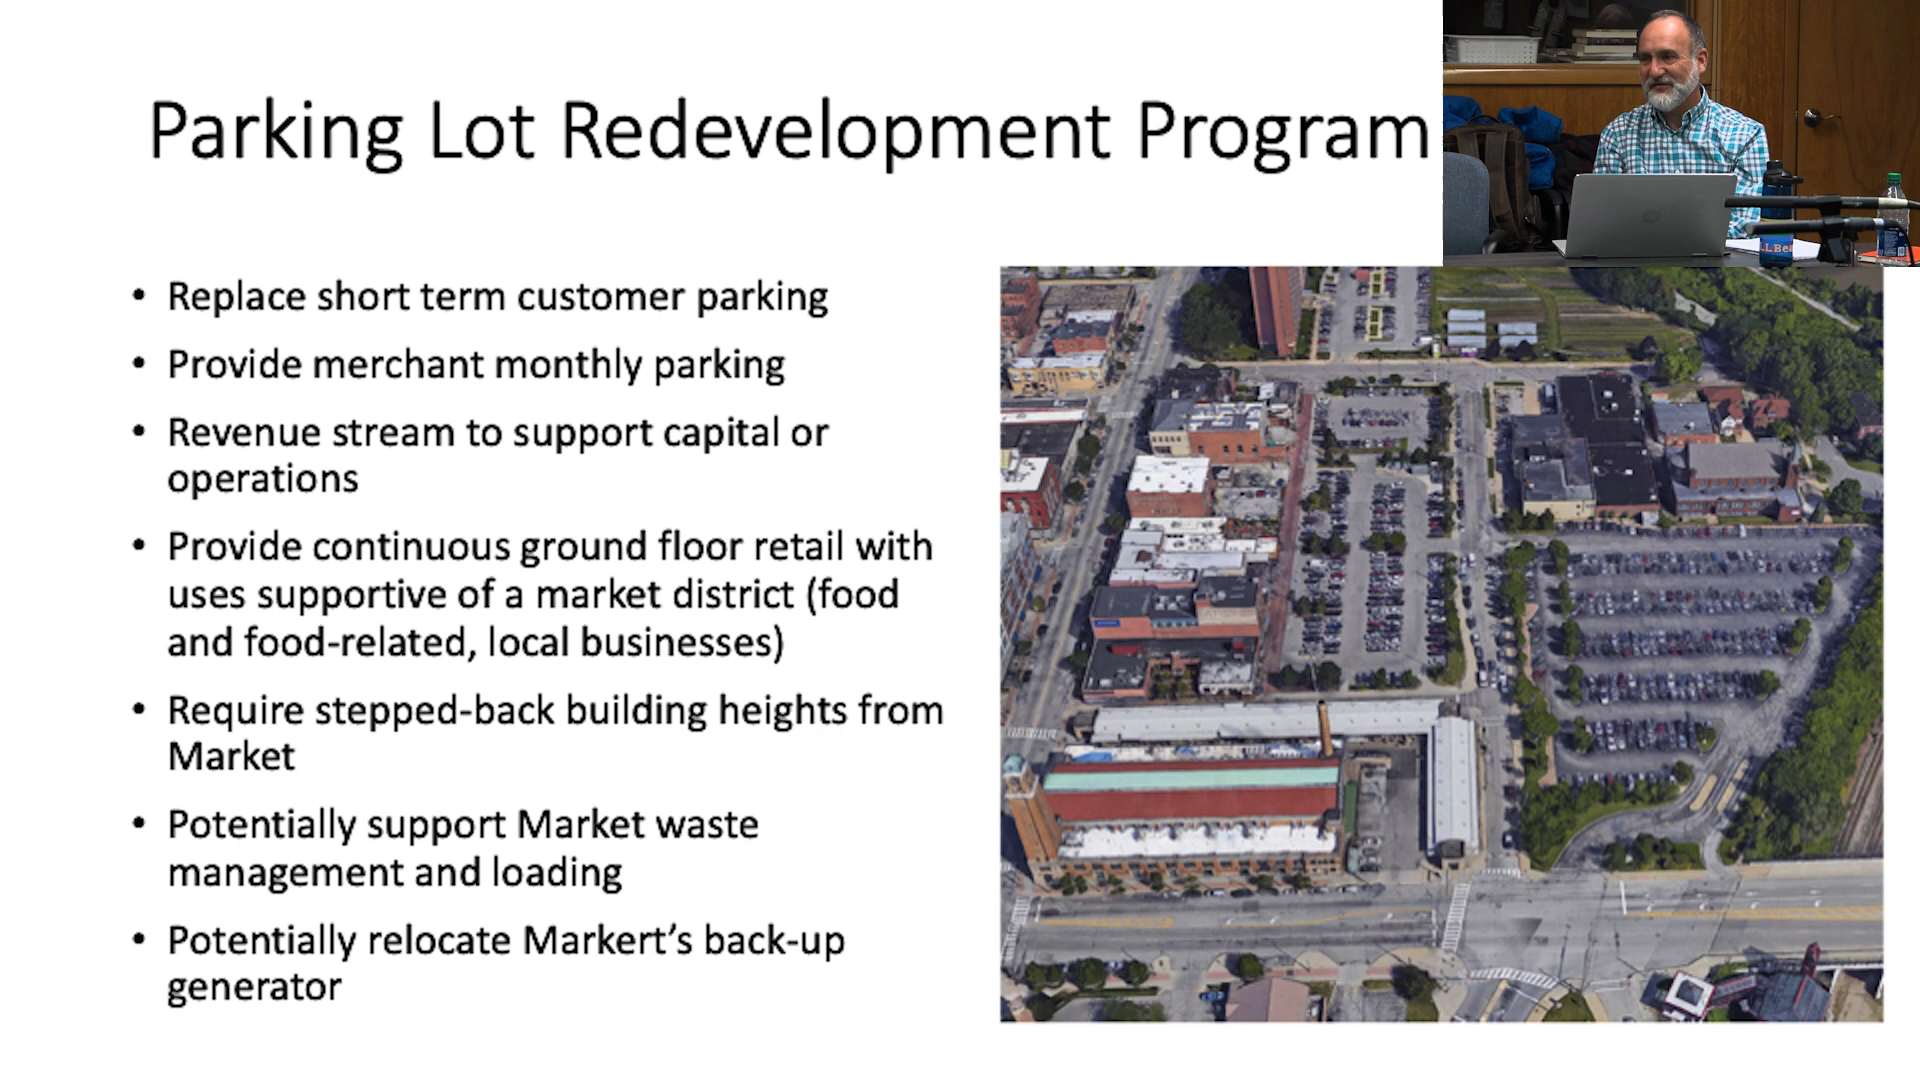 Parking Lot Redevelopment Program
• Replace short term customer parking
• Provide merchant monthly parking
• Revenue stream to support capital or
operations
• Provide continuous ground floor retail with
uses supportive of a market district (food
and food-related, local businesses)
• Require stepped-back building heights from
Market
• Potentially support Market waste
management and loading
• Potentially relocate Markert’s back-up
generator